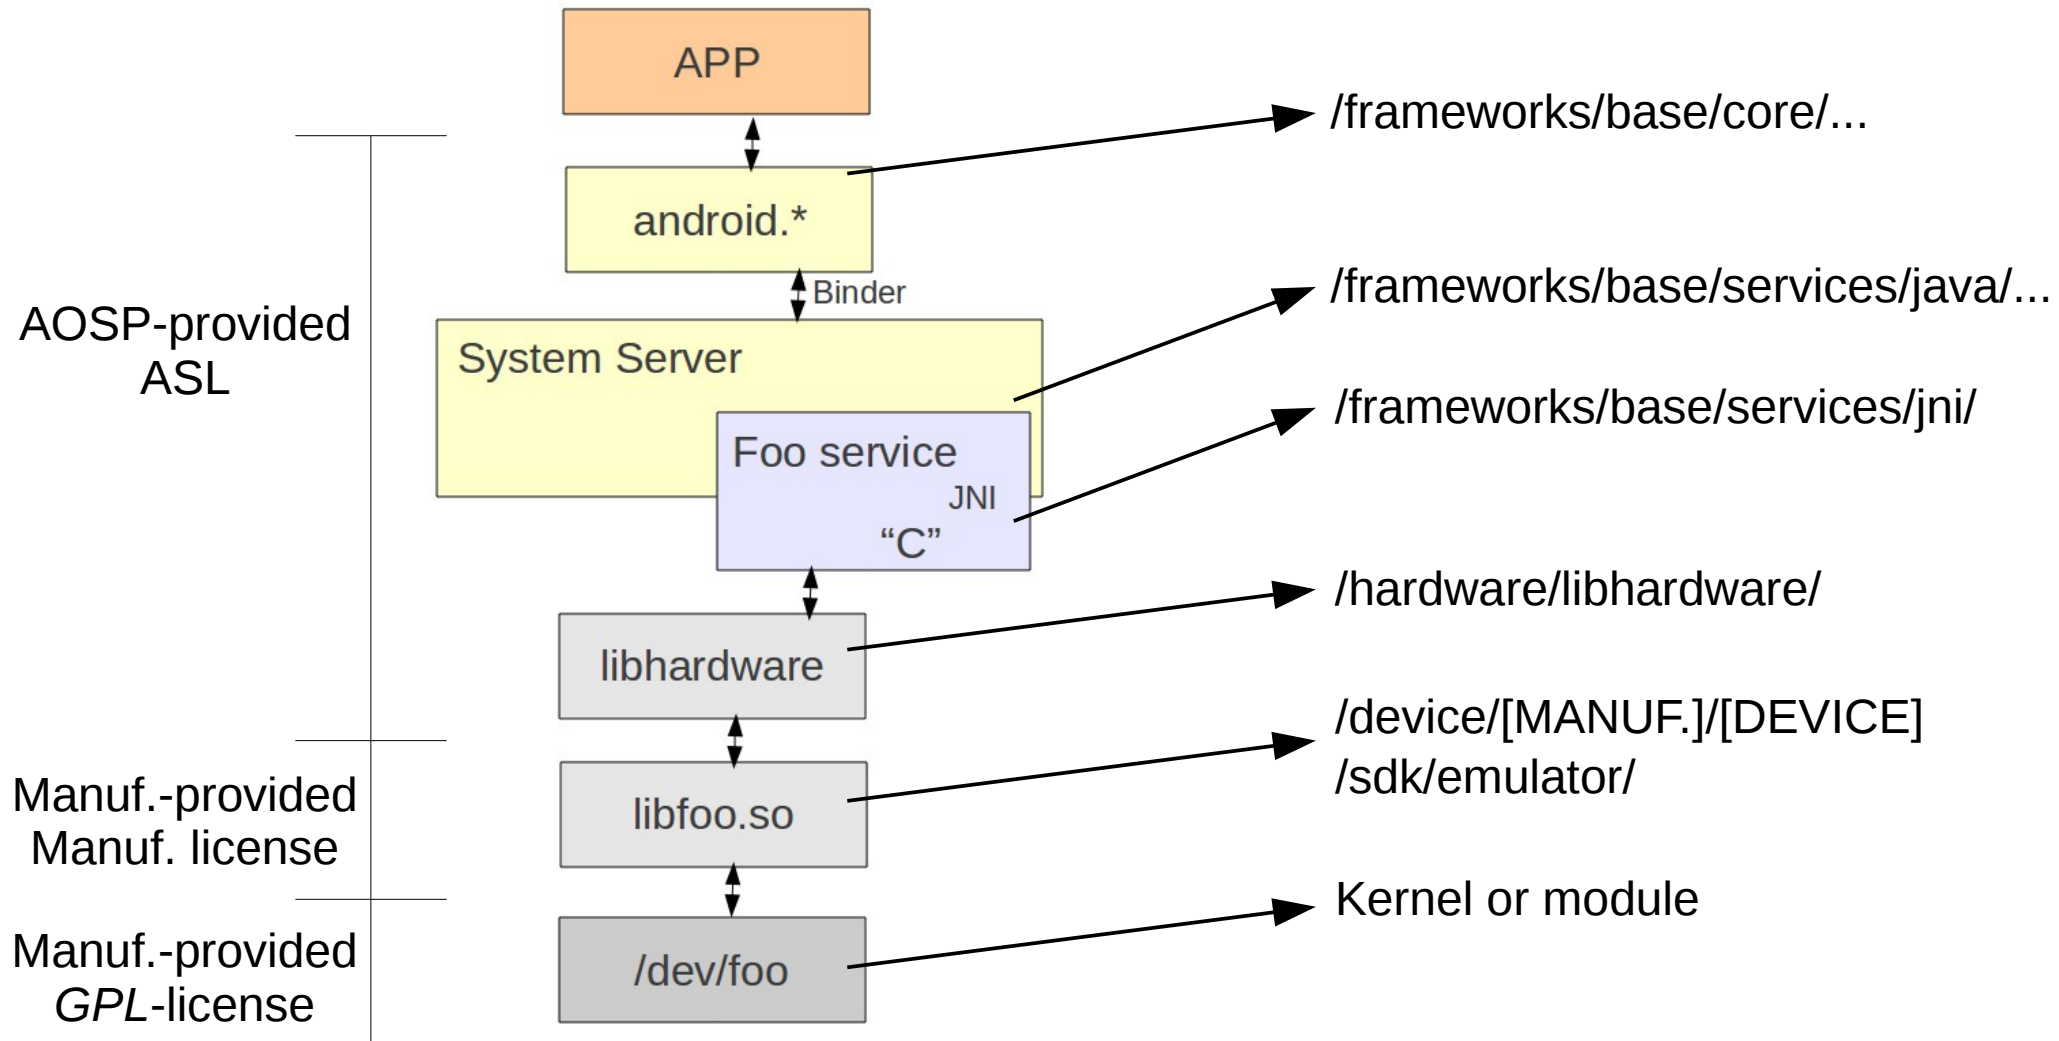 APP
/frameworks/base/core/...
android.*
Binder
/frameworks/base/services/java/...
AOSP-provided
ASL
System Server
/frameworks/base/services/jni/
Foo service
JNI
“C”
/hardware/libhardware/
libhardware
/device/[MANUF.]/[DEVICE]
/sdk/emulator/
Manuf.-provided
Manuf. license
libfoo.so
Kernel or module
Manuf.-provided
GPL-license
/dev/foo